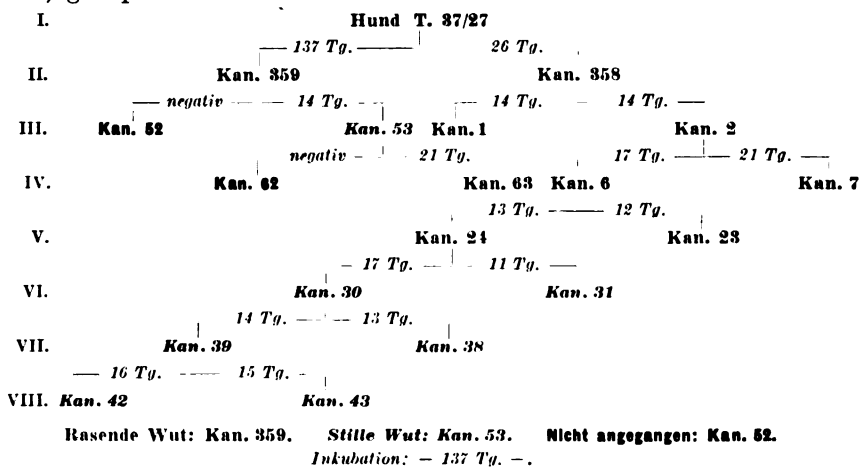 I. Hund T. 37/27
— 137 Tg. — 26 Tg.
II. Kan. 359 Kan. 358
— negativ — 14 Tg. — 14 Tg. — 14 Tg. —
III. Kan. 52 Kan. 53 Kan. 1 Kan. 2
negativ — 21 Tg. 17 Tg. — 21 Tg. —
IV. Kan. 62 Kan. 63 Kan. 6 Kan. 7
13 Tg. — 12 Tg.
V. Kan. 24 Kan. 23
— 17 Tg. — 11 Tg. —
VI. Kan. 30 Kan. 31
14 Tg. — 13 Tg.
VII. Kan. 39 Kan. 38
— 16 Tg. — 15 Tg. —
VIII. Kan. 42 Kan. 43
Rasende Wut: Kan. 359. Stille Wut: Kan. 53. Nicht angegangen: Kan. 52.
Inkubation: — 137 Tg. —.